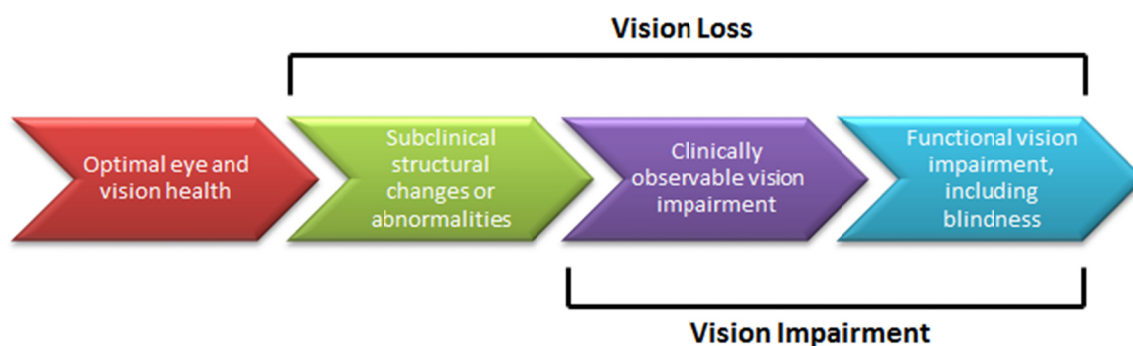 Vision Loss
Optimal eye and
vision health
Subclinical
structural
changes or
abnormalities
Clinically
observable vision
impairment
Functional vision
impairment,
including
blindness
Vision Impairment